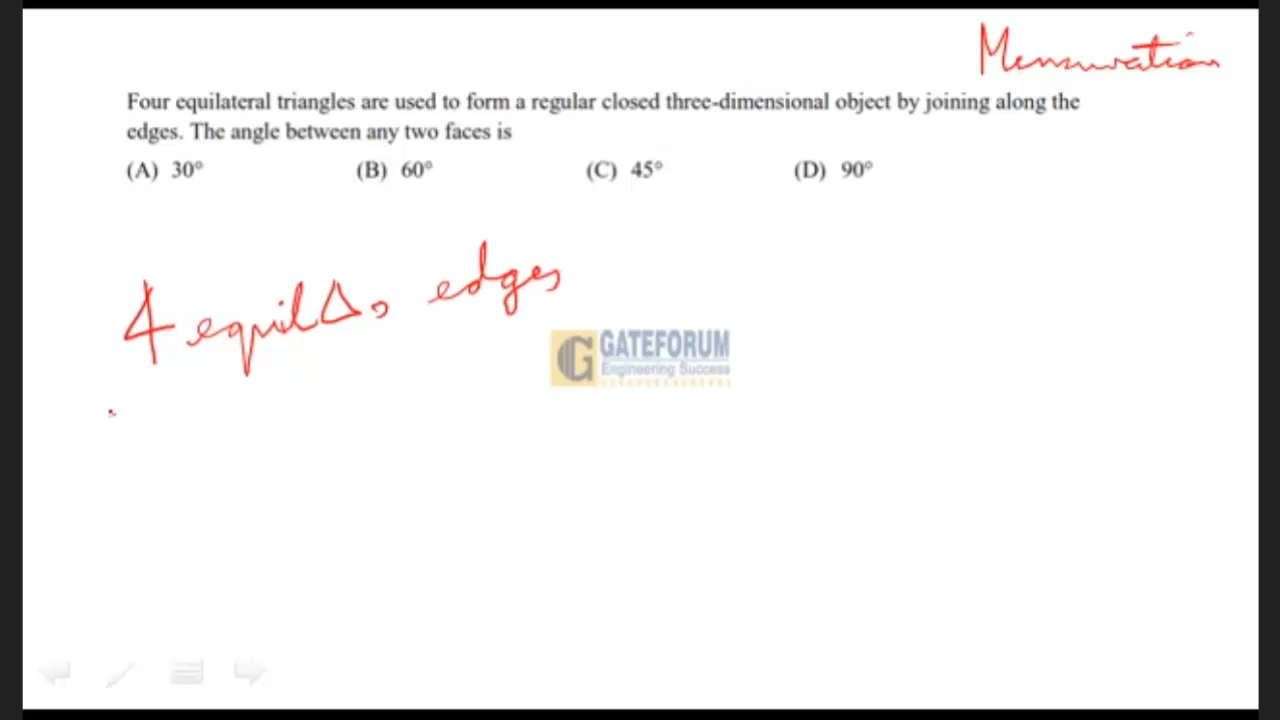 Mensuration
Four equilateral triangles are used to form a regular closed three-dimensional object by joining along the
edges. The angle between any two faces is
(A) 30° (B) 60° (C) 45° (D) 90°
4 equil Δs edges
GATEFORUM
Engineering Success